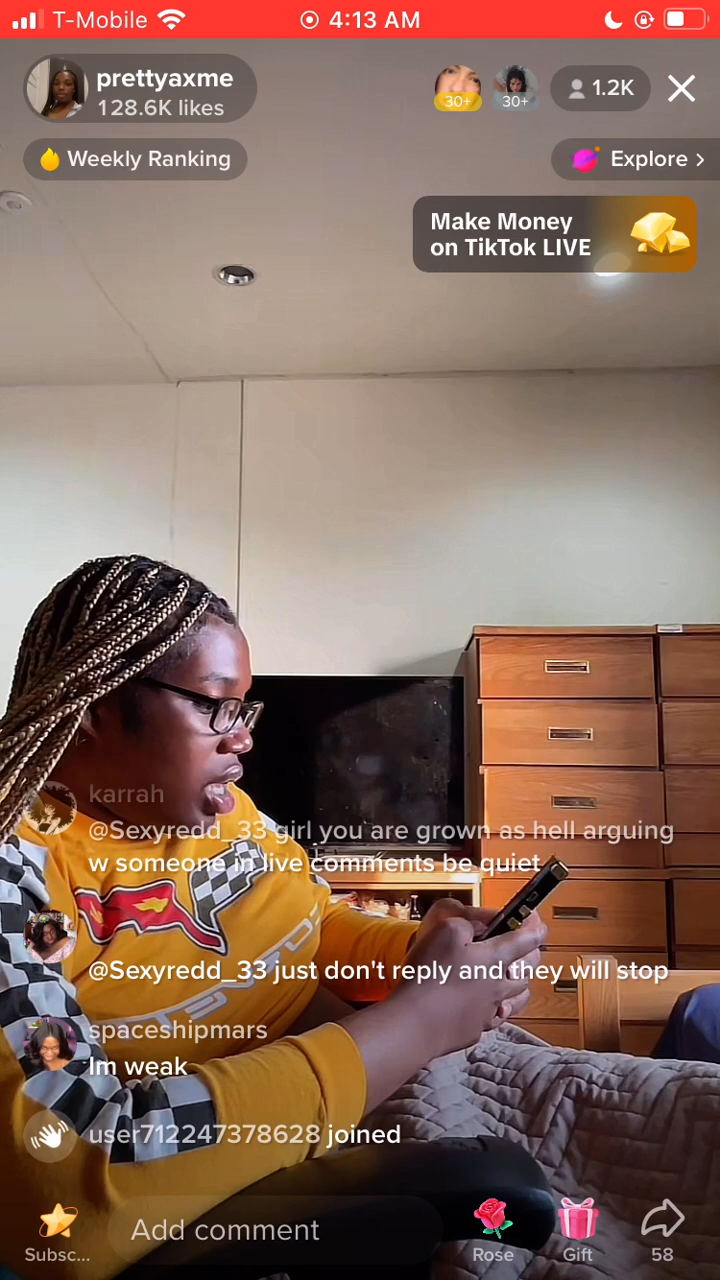 T-Mobile
4:13 AM
prettyaxme
128.6K likes
30+
30+
1.2K
Weekly Ranking
Explore >
Make Money
on TikTok LIVE
karrah
@Sexyredd_33 girl you are grown as hell arguing
w someone in live comments be quiet
@Sexyredd_33 just don't reply and they will stop
spaceshipmars
Im weak
user712247378628 joined
Add comment
Subsc...
Rose
Gift
58